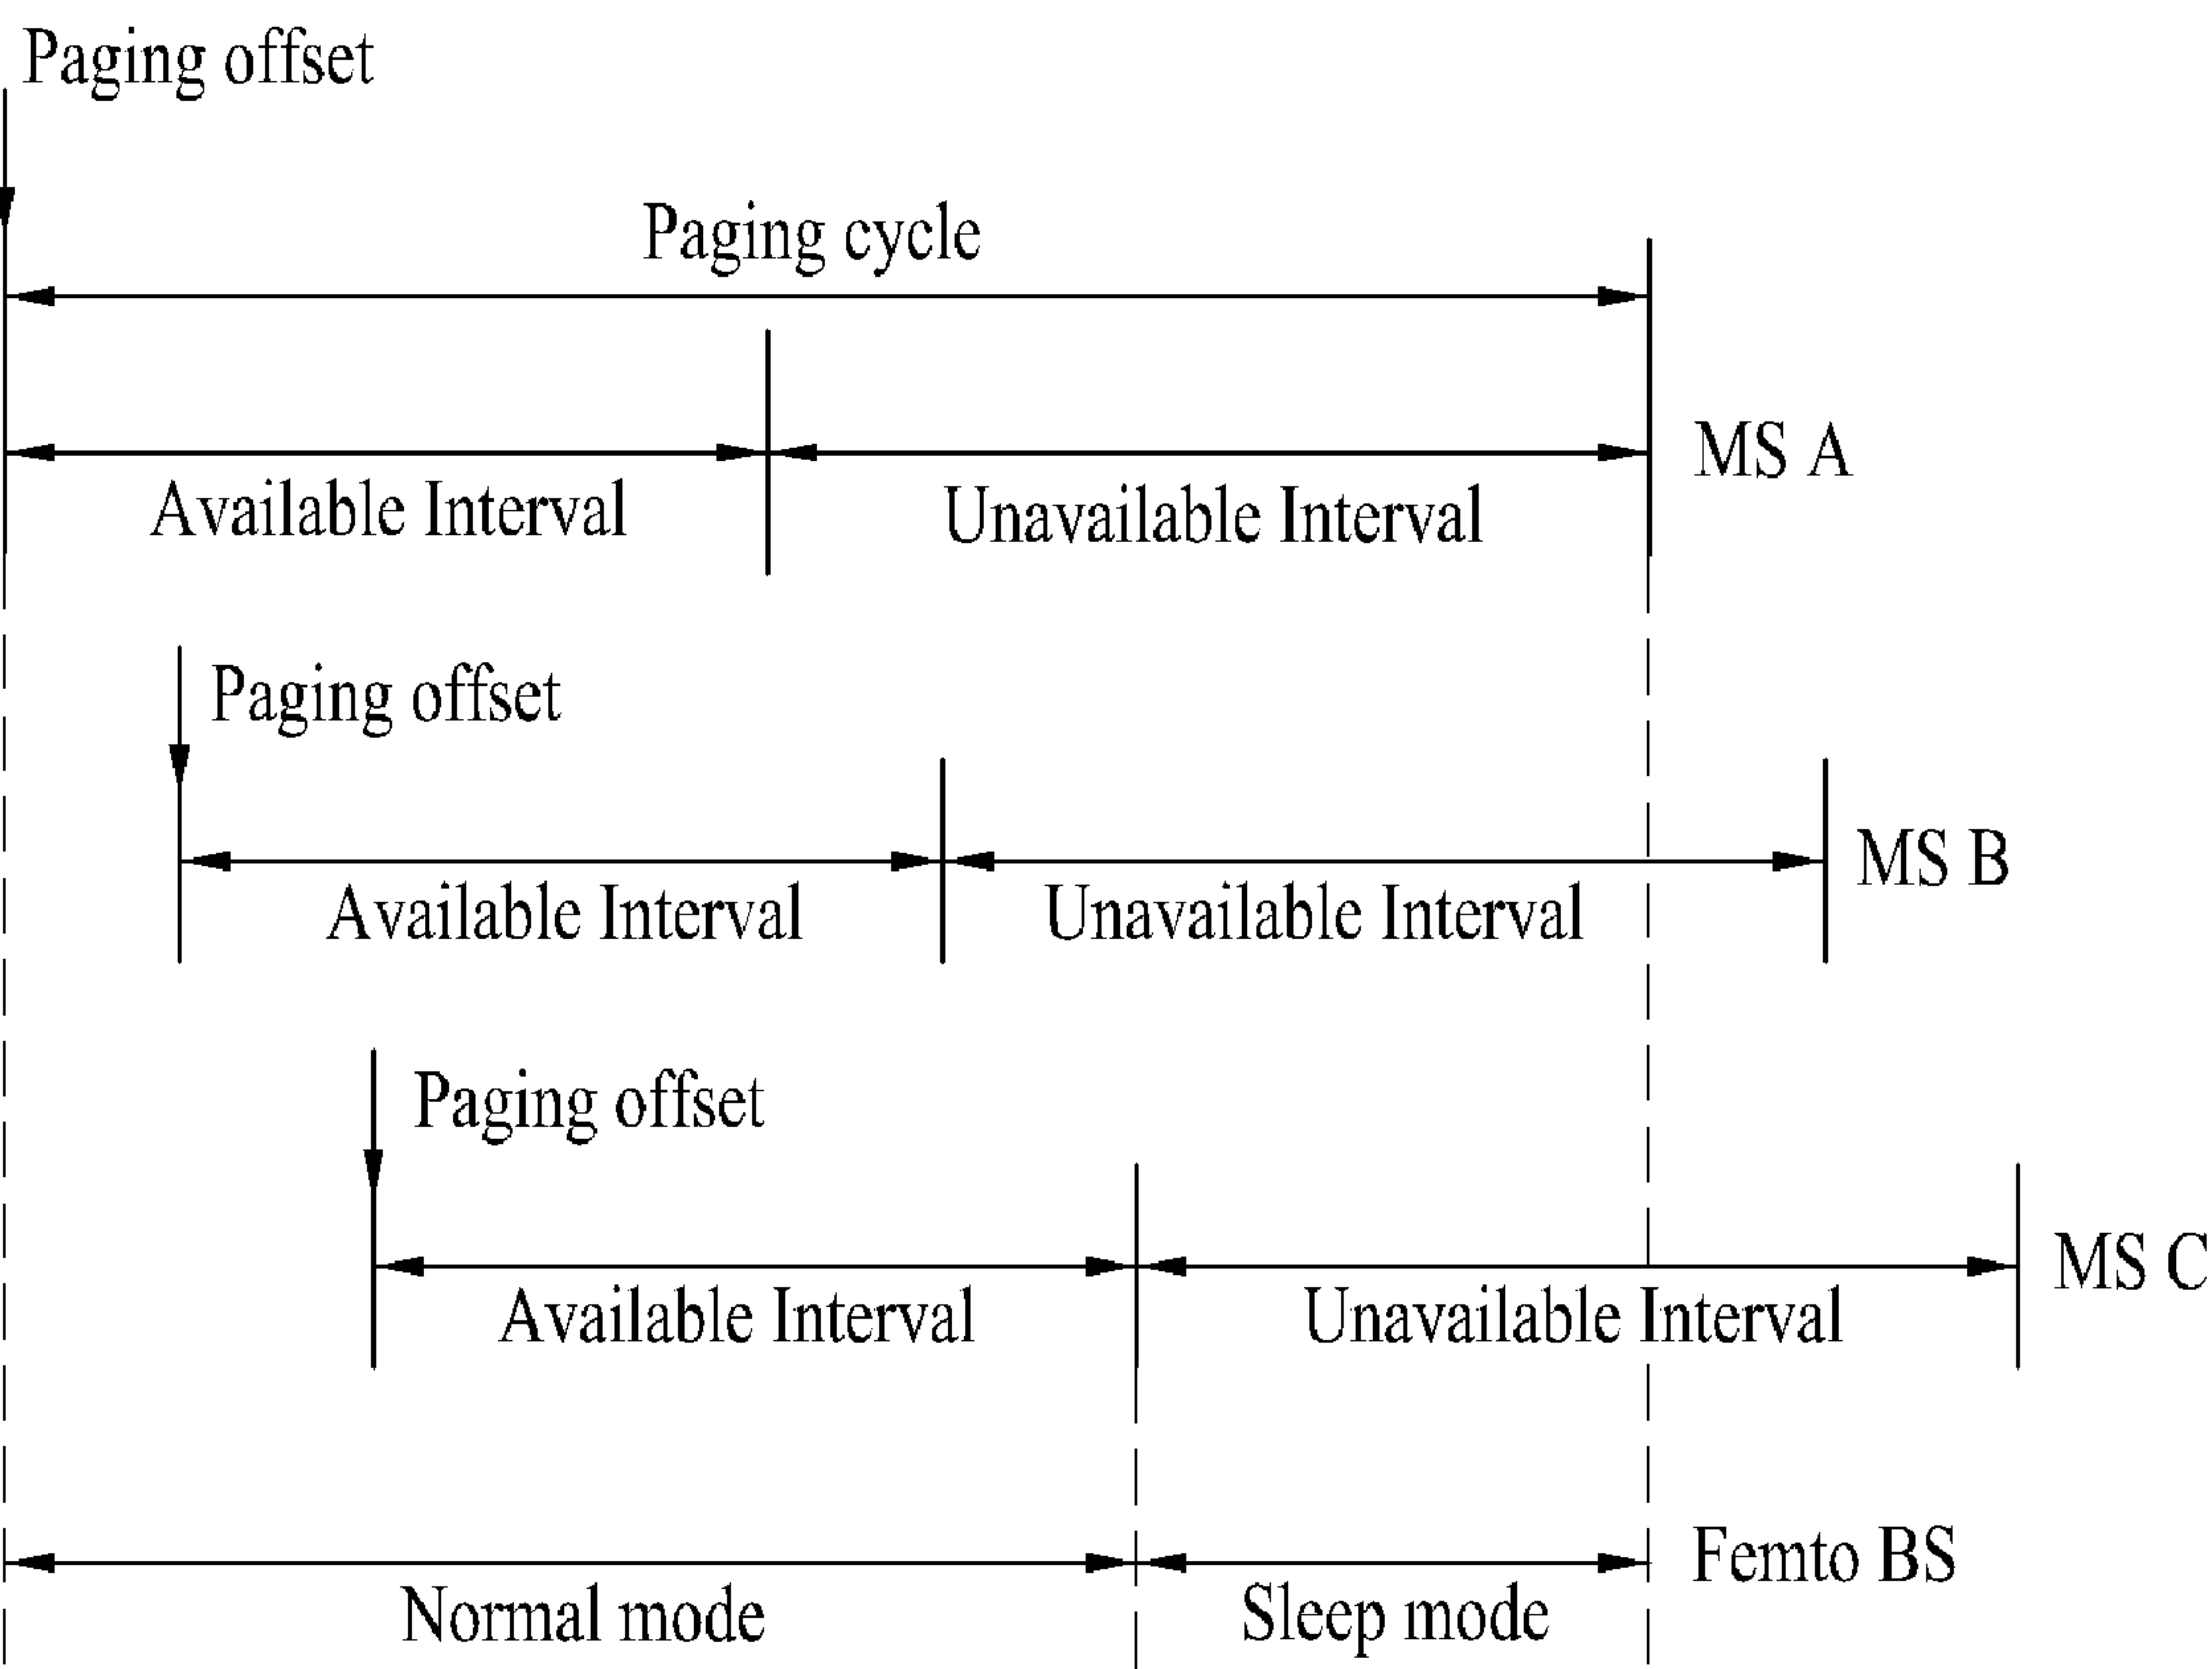 Paging offset
Paging cycle
MS A
Available Interval
Unavailable Interval
Paging offset
MS B
Available Interval
Unavailable Interval
Paging offset
MS C
Available Interval
Unavailable Interval
Femto BS
Normal mode
Sleep mode